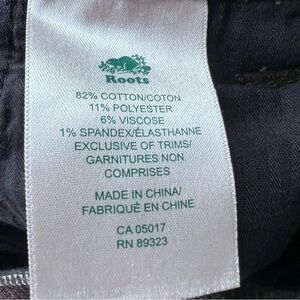 Roots
82% COTTON/COTON
11% POLYESTER
6% VISCOSE
1% SPANDEX/ÉLASTHANNE
EXCLUSIVE OF TRIMS/
GARNITURES NON
COMPRISES
MADE IN CHINA/
FABRIQUÉ EN CHINE
CA 05017
RN 89323